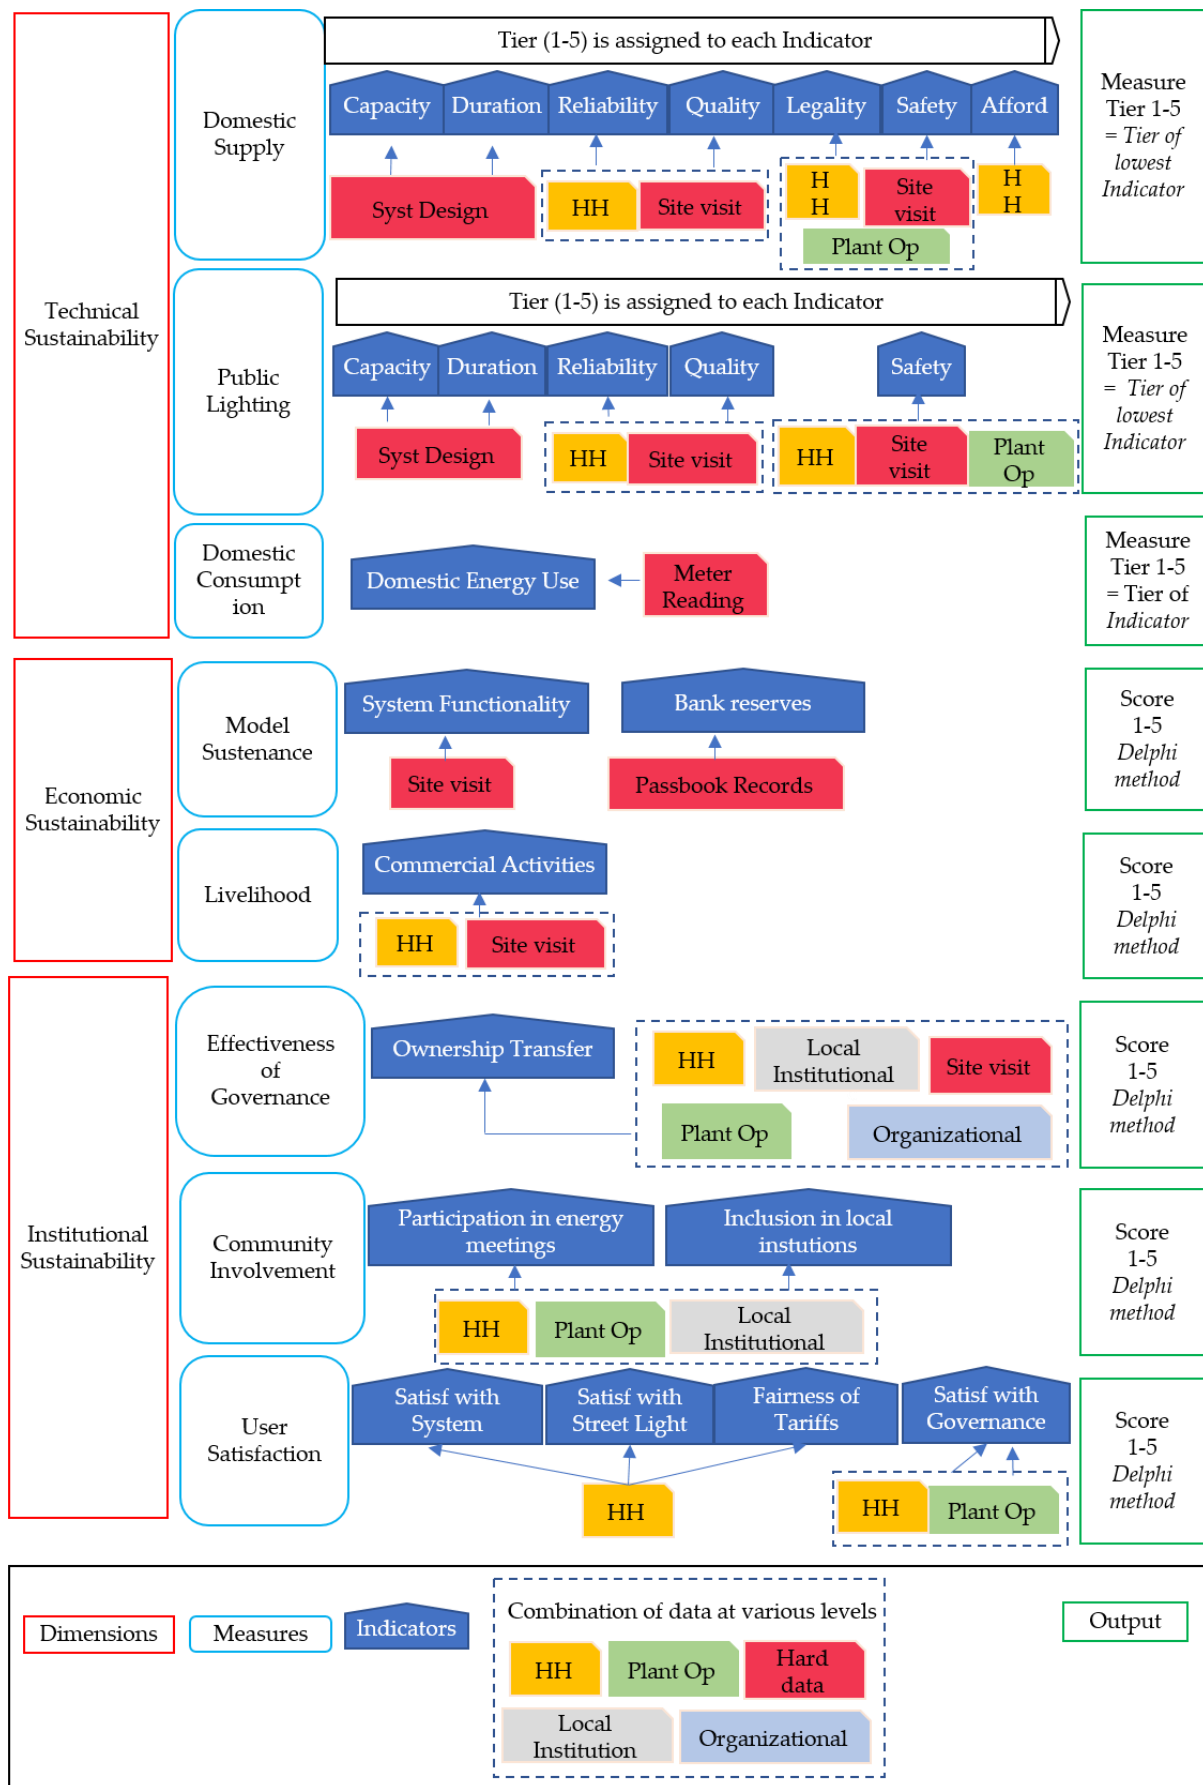 Technical
Sustainability
Domestic
Supply
Tier (1-5) is assigned to each Indicator
Capacity
Duration
Reliability
Quality
Legality
Safety
Afford
Syst Design
HH
Site visit
H
H
Site
visit
Plant Op
H
H
Measure
Tier 1-5
= Tier of
lowest
Indicator
Public
Lighting
Tier (1-5) is assigned to each Indicator
Capacity
Duration
Reliability
Quality
Safety
Syst Design
HH
Site visit
HH
Site
visit
Plant
Op
Measure
Tier 1-5
= Tier of
lowest
Indicator
Domestic
Consumpt
ion
Domestic Energy Use
Meter
Reading
Measure
Tier 1-5
= Tier of
Indicator
Economic
Sustainability
Model
Sustenance
System Functionality
Bank reserves
Site visit
Passbook Records
Score
1-5
Delphi
method
Livelihood
Commercial Activities
HH
Site visit
Score
1-5
Delphi
method
Institutional
Sustainability
Effectiveness
of
Governance
Ownership Transfer
HH
Local
Institutional
Site visit
Plant Op
Organizational
Score
1-5
Delphi
method
Community
Involvement
Participation in energy
meetings
Inclusion in local
instutions
HH
Plant Op
Local
Institutional
Score
1-5
Delphi
method
User
Satisfaction
Satisf with
System
Satisf with
Street Light
Fairness of
Tariffs
Satisf with
Governance
HH
HH
Plant Op
Score
1-5
Delphi
method
Dimensions
Measures
Indicators
Combination of data at various levels
HH
Plant Op
Hard
data
Local
Institution
Organizational
Output